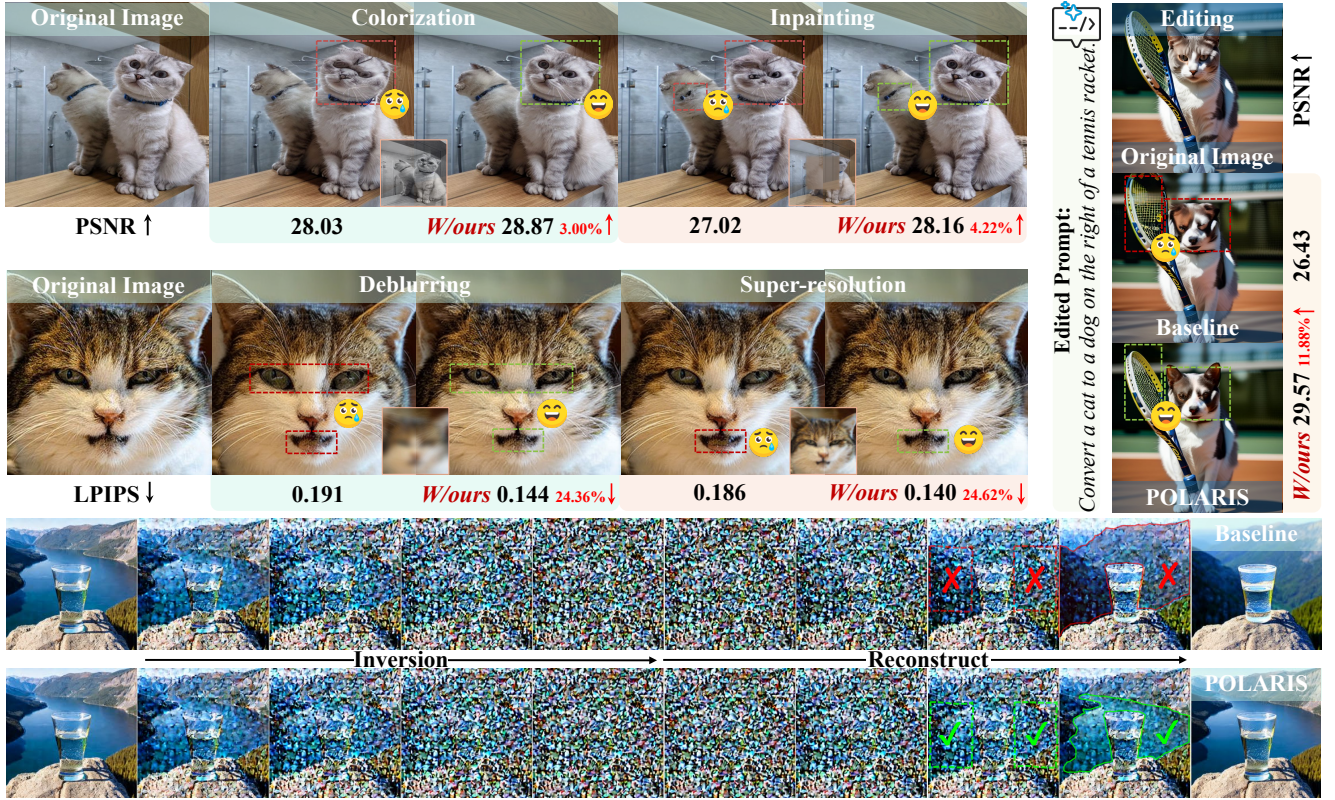 Original Image
Colorization
Inpainting
PSNR ↑
28.03
W/ours 28.87 3.00% ↑
27.02
W/ours 28.16 4.22% ↑
Original Image
Deblurring
Super-resolution
LPIPS ↓
0.191
W/ours 0.144 24.36% ↓
0.186
W/ours 0.140 24.62% ↓
Edited Prompt:
Convert a cat to a dog on the right of a tennis racket.
Editing
Original Image
Baseline
POLARIS
PSNR ↑
26.43
W/ours 29.57 11.88% ↑
Baseline
Inversion
Reconstruct
POLARIS